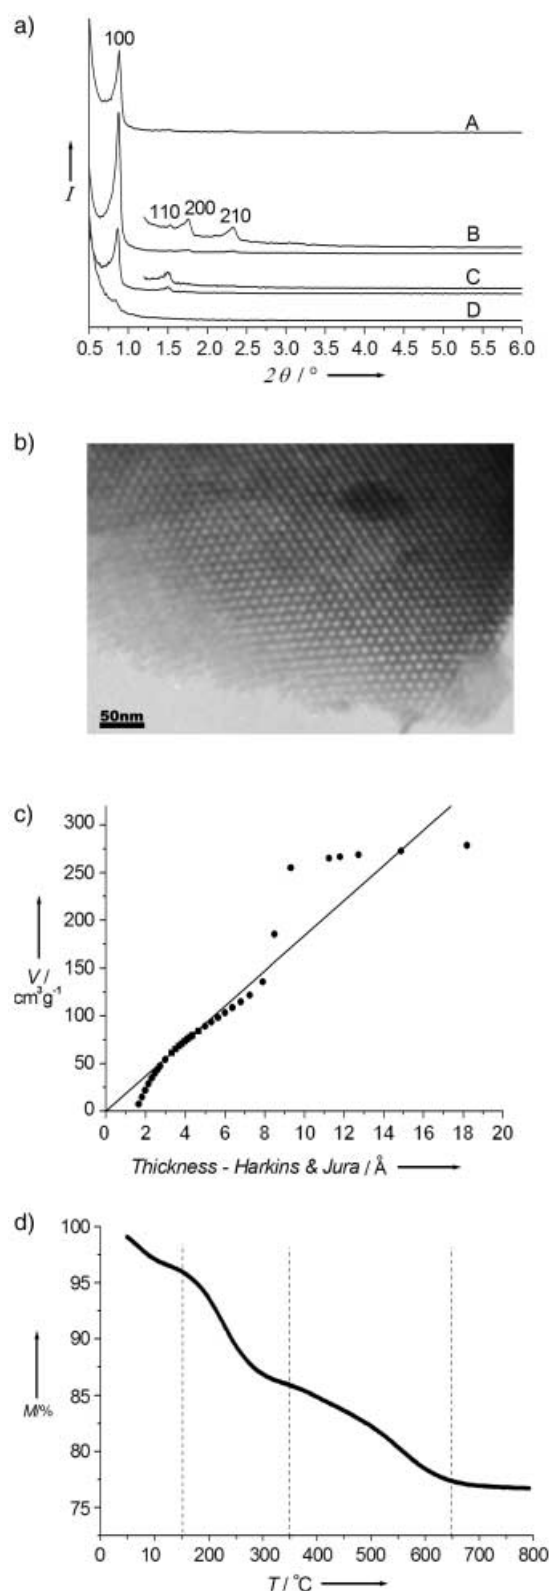 a)
100
A
I
110 200 210
B
C
D
0.5 1.0 1.5 2.0 2.5 3.0 3.5 4.0 4.5 5.0 5.5 6.0
2θ / °
b)
50nm
c)
300
250
200
V /
cm³g⁻¹
150
100
50
0
0 2 4 6 8 10 12 14 16 18 20
Thickness - Harkins & Jura / Å
d)
100
95
90
M/%
85
80
75
0 10 200 300 400 500 600 700 800
T / °C